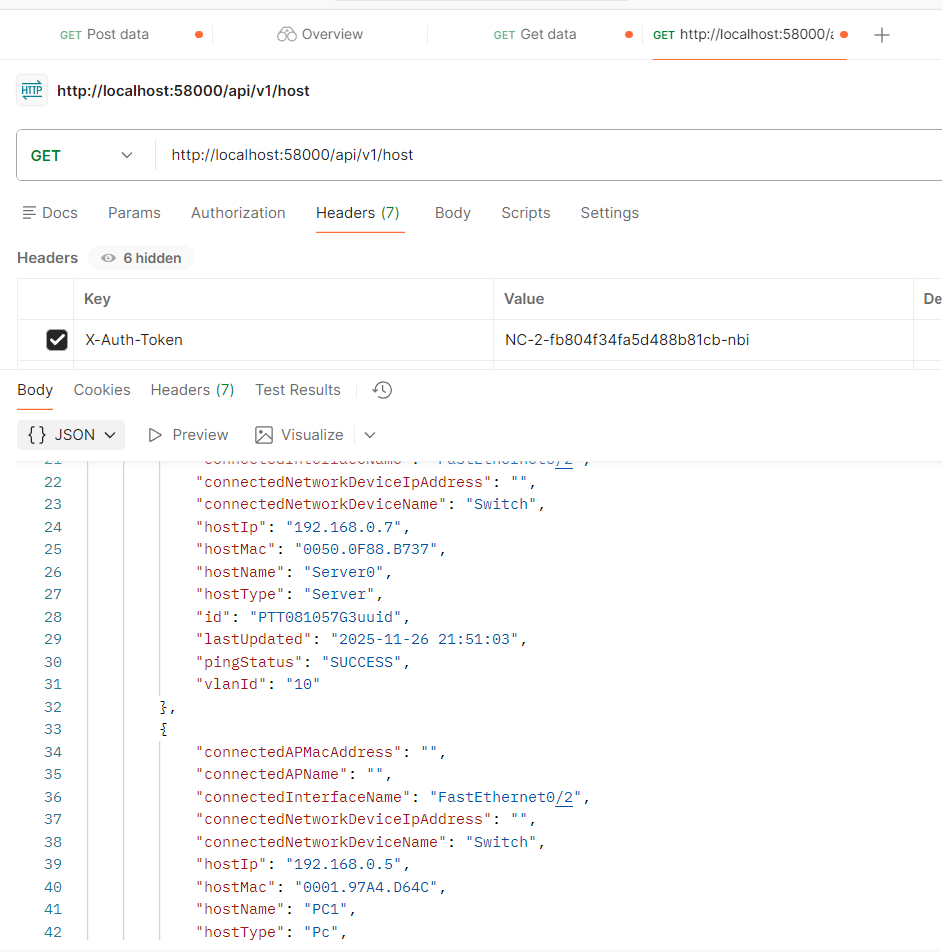 GET Post data Overview GET Get data GET http://localhost:58000/a
HTTP http://localhost:58000/api/v1/host
GET http://localhost:58000/api/v1/host
Docs Params Authorization Headers (7) Body Scripts Settings
Headers 6 hidden
Key Value De
X-Auth-Token NC-2-fb804f34fa5d488b81cb-nbi
Body Cookies Headers (7) Test Results
{} JSON Preview Visualize
21 "connectedInterfaceName": "FastEthernet0/2",
22 "connectedNetworkDeviceIpAddress": "",
23 "connectedNetworkDeviceName": "Switch",
24 "hostIp": "192.168.0.7",
25 "hostMac": "0050.0F88.B737",
26 "hostName": "Server0",
27 "hostType": "Server",
28 "id": "PTT081057G3uuid",
29 "lastUpdated": "2025-11-26 21:51:03",
30 "pingStatus": "SUCCESS",
31 "vlanId": "10"
32 },
33 {
34 "connectedAPMacAddress": "",
35 "connectedAPName": "",
36 "connectedInterfaceName": "FastEthernet0/2",
37 "connectedNetworkDeviceIpAddress": "",
38 "connectedNetworkDeviceName": "Switch",
39 "hostIp": "192.168.0.5",
40 "hostMac": "0001.97A4.D64C",
41 "hostName": "PC1",
42 "hostType": "Pc",